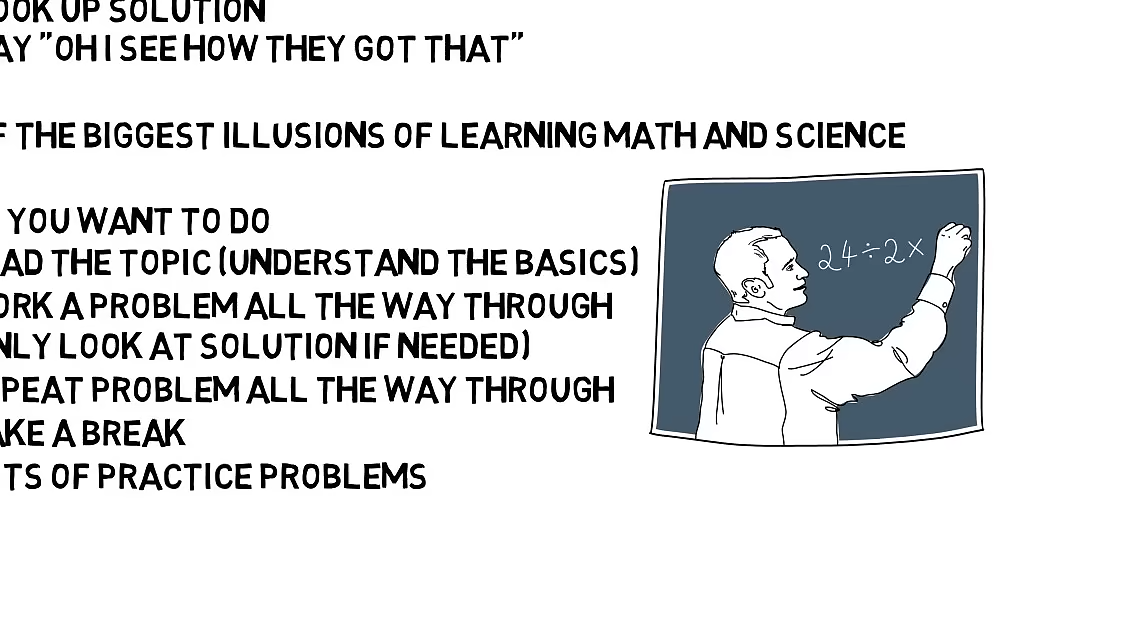 OOK UP SOLUTION
AY "OH I SEE HOW THEY GOT THAT"
F THE BIGGEST ILLUSIONS OF LEARNING MATH AND SCIENCE
YOU WANT TO DO
AD THE TOPIC (UNDERSTAND THE BASICS)
ORK A PROBLEM ALL THE WAY THROUGH
NLY LOOK AT SOLUTION IF NEEDED)
PEAT PROBLEM ALL THE WAY THROUGH
AKE A BREAK
TS OF PRACTICE PROBLEMS
24÷2x